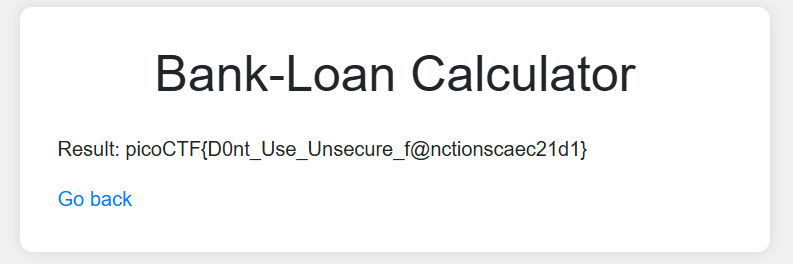 Bank-Loan Calculator
Result: picoCTF{D0nt_Use_Unsecure_f@nctionscaec21d1}
Go back